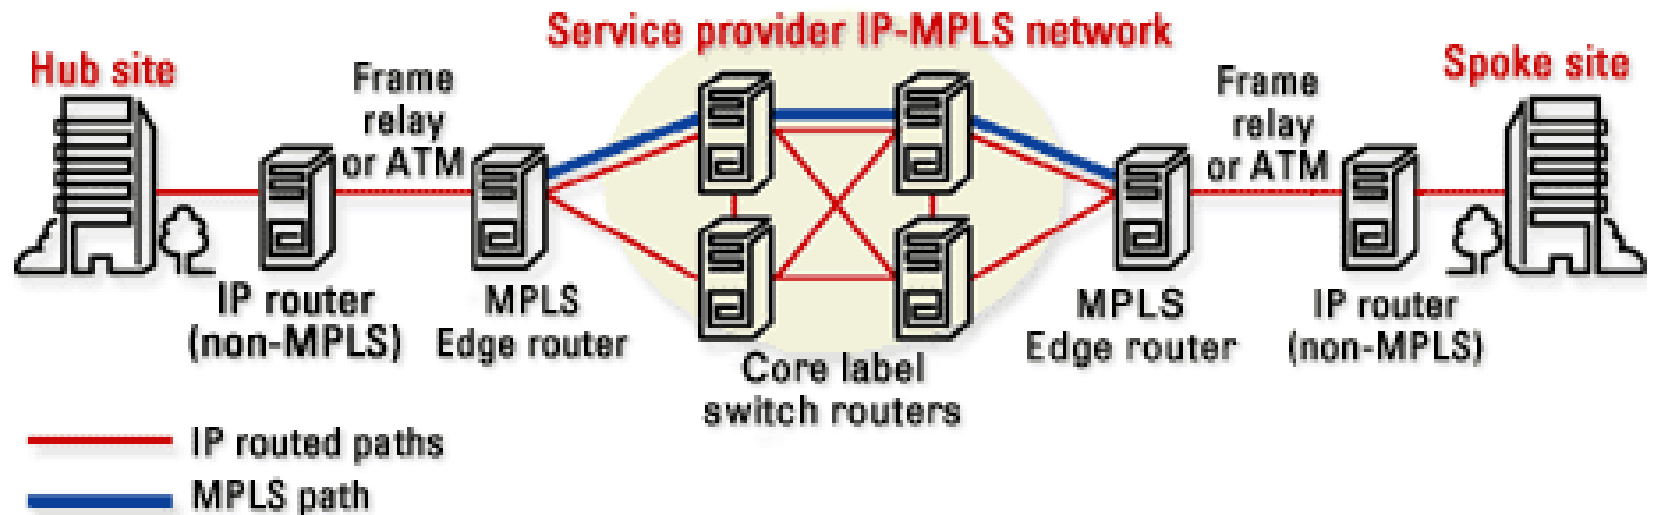 Service provider IP-MPLS network
Hub site
Frame
relay
or ATM
Frame
relay
or ATM
Spoke site
IP router
(non-MPLS)
MPLS
Edge router
Core label
switch routers
MPLS
Edge router
IP router
(non-MPLS)
IP routed paths
MPLS path